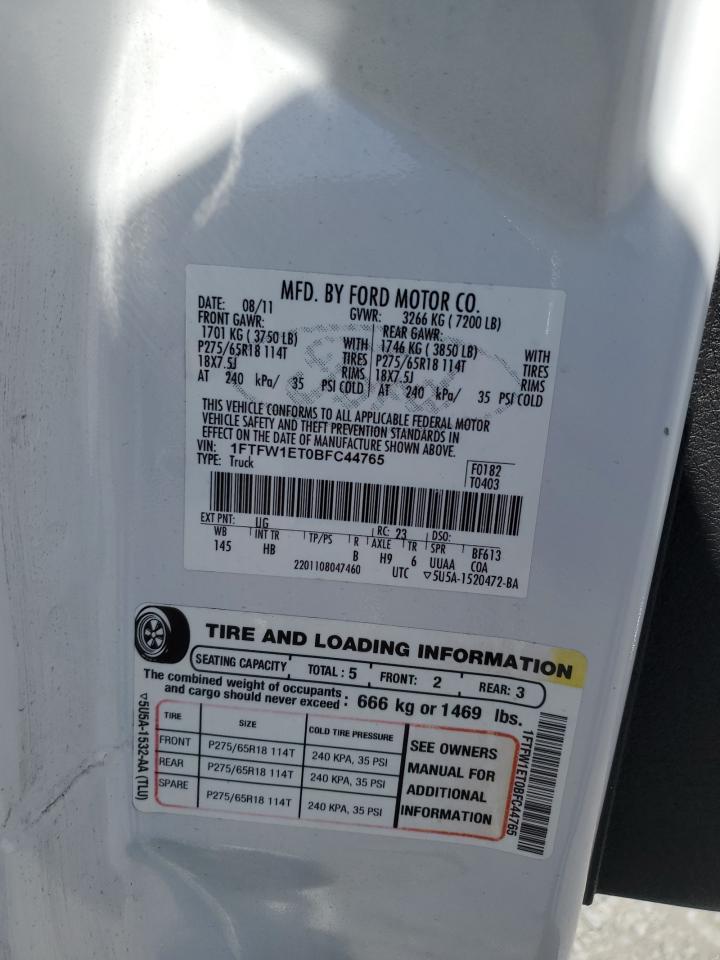 MFD. BY FORD MOTOR CO.
DATE: 08/11 GVWR: 3266 KG ( 7200 LB)
FRONT GAWR: REAR GAWR:
1701 KG ( 3750 LB) WITH 1746 KG ( 3850 LB) WITH
P275/65R18 114T TIRES P275/65R18 114T TIRES
18X7.5J RIMS 18X7.5J RIMS
AT 240 kPa/ 35 PSI COLD AT 240 kPa/ 35 PSI COLD
THIS VEHICLE CONFORMS TO ALL APPLICABLE FEDERAL MOTOR
VEHICLE SAFETY AND THEFT PREVENTION STANDARDS IN
EFFECT ON THE DATE OF MANUFACTURE SHOWN ABOVE.
VIN: 1FTFW1ET0BFC44765 F0182
TYPE: Truck T0403
EXT PNT: UG RC: 23 DSO:
WB INT TR TP/PS R AXLE TR SPR BF613
145 HB B H9 6 UUAA COA
2201108047460 UTC ▽5U5A-1520472-BA
Ford
TIRE AND LOADING INFORMATION
SEATING CAPACITY TOTAL : 5 FRONT: 2 REAR: 3
The combined weight of occupants
and cargo should never exceed : 666 kg or 1469 lbs.
TIRE SIZE COLD TIRE PRESSURE
FRONT P275/65R18 114T 240 KPA, 35 PSI
REAR P275/65R18 114T 240 KPA, 35 PSI
SPARE P275/65R18 114T 240 KPA, 35 PSI
SEE OWNERS
MANUAL FOR
ADDITIONAL
INFORMATION
▽5U5A-1532-AA (TLU)
1FTFW1ET0BFC44765